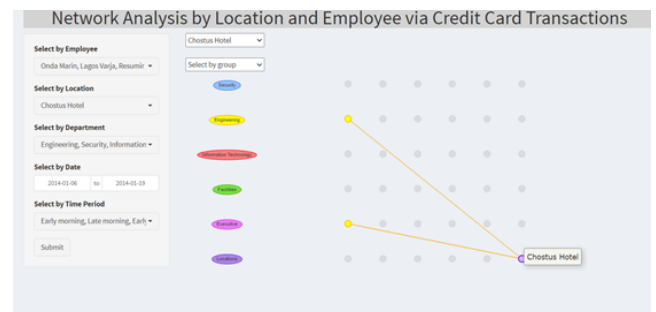 Network Analysis by Location and Employee via Credit Card Transactions
Select by Employee
Onda Marin, Lagos Varja, Resumir
Select by Location
Chostus Hotel
Select by Department
Engineering, Security, Information
Select by Date
2014-01-06 to 2014-01-19
Select by Time Period
Early morning, Late morning, Early
Submit
Chostus Hotel
Select by group
Security
Engineering
Information Technology
Facilities
Executive
Locations
Chostus Hotel